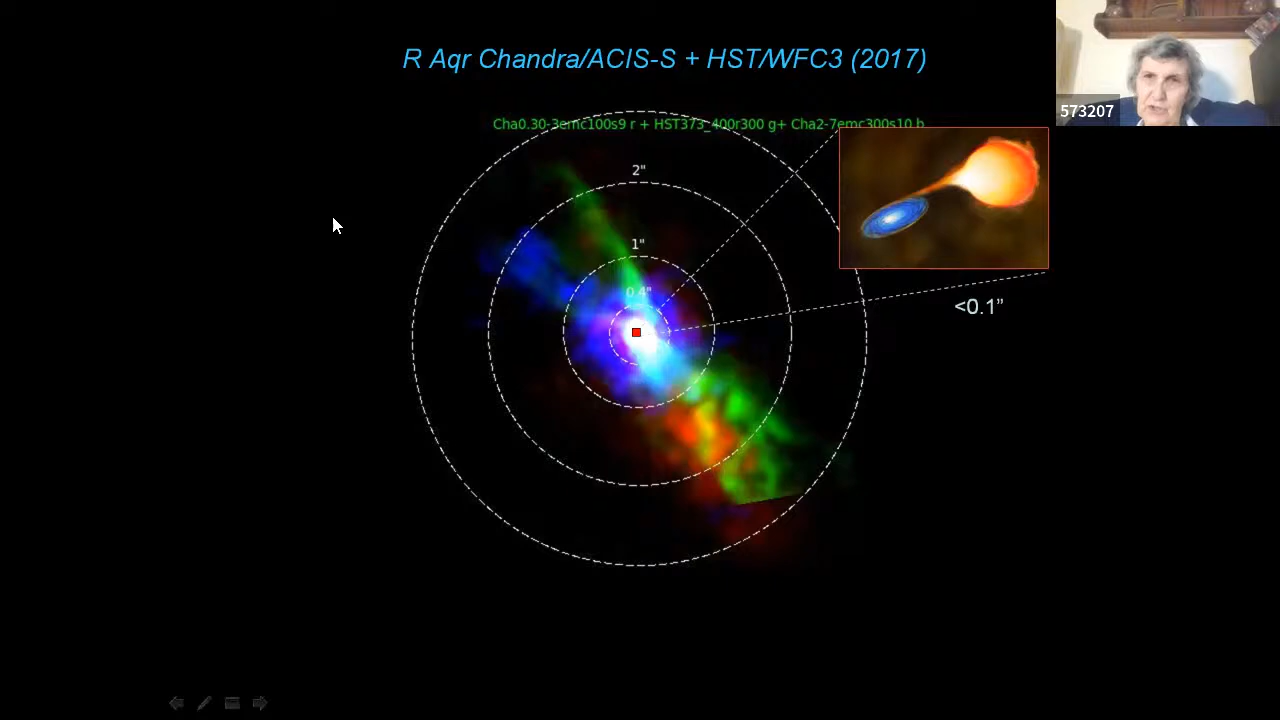 R Aqr Chandra/ACIS-S + HST/WFC3 (2017)
573207
Cha0.30-3emc100s9 r + HST373_400r300 g+ Cha2-7emc300s10 b
2"
1"
0.4"
<0.1”